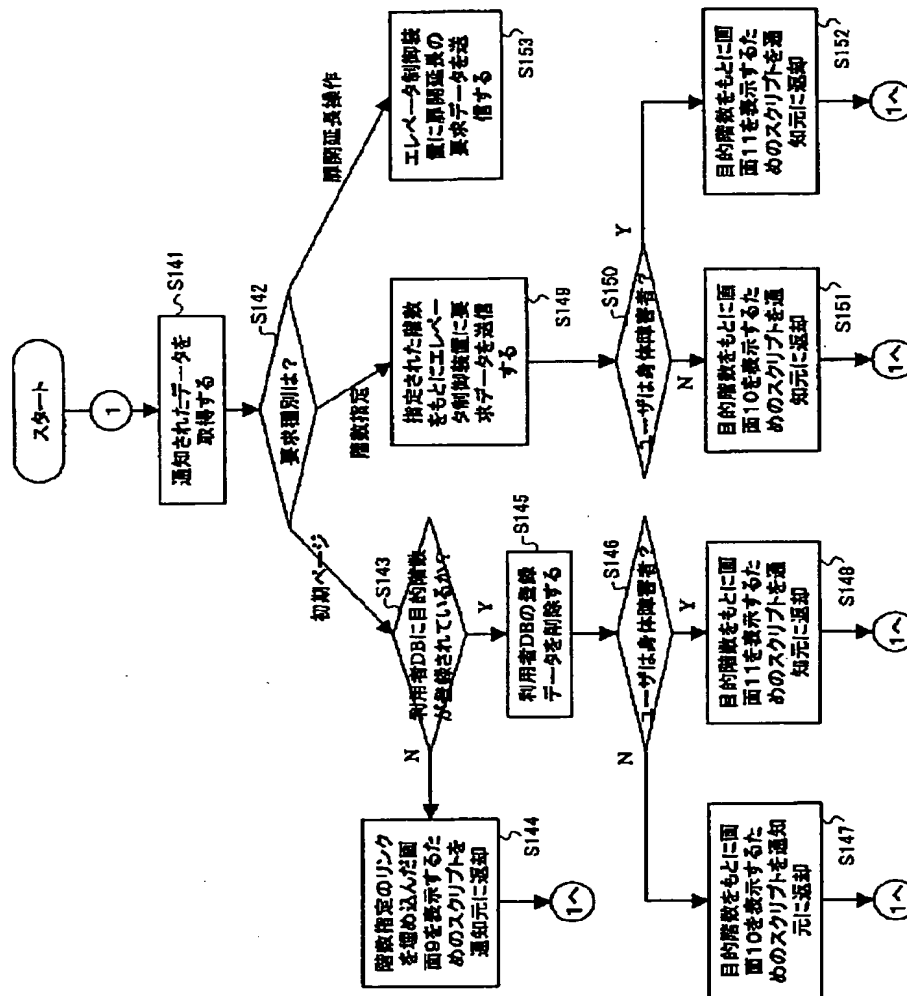 スタート
1
通知されたデータを
取得する
S141
要求種別は?
S142
初期ページ
階数指定
扉開延長操作
利用者DBに目的階数
が登録されているか?
S143
N
Y
階数指定のリンク
を埋め込んだ画
面9を表示するた
めのスクリプトを
通知元に返却
S144
1へ
利用者DBの登録
データを削除する
S145
ユーザは身体障害者?
S146
N
Y
目的階数をもとに画
面10を表示するた
めのスクリプトを通知
元に返却
S147
1へ
目的階数をもとに画
面11を表示するた
めのスクリプトを通
知元に返却
S148
1へ
指定された階数
をもとにエレベー
タ制御装置に要
求データを送信
する
S149
ユーザは身体障害者?
S150
N
Y
目的階数をもとに画
面10を表示するた
めのスクリプトを通
知元に返却
S151
1へ
目的階数をもとに画
面11を表示するた
めのスクリプトを通
知元に返却
S152
1へ
エレベータ制御装
置に扉開延長の
要求データを送
信する
S153